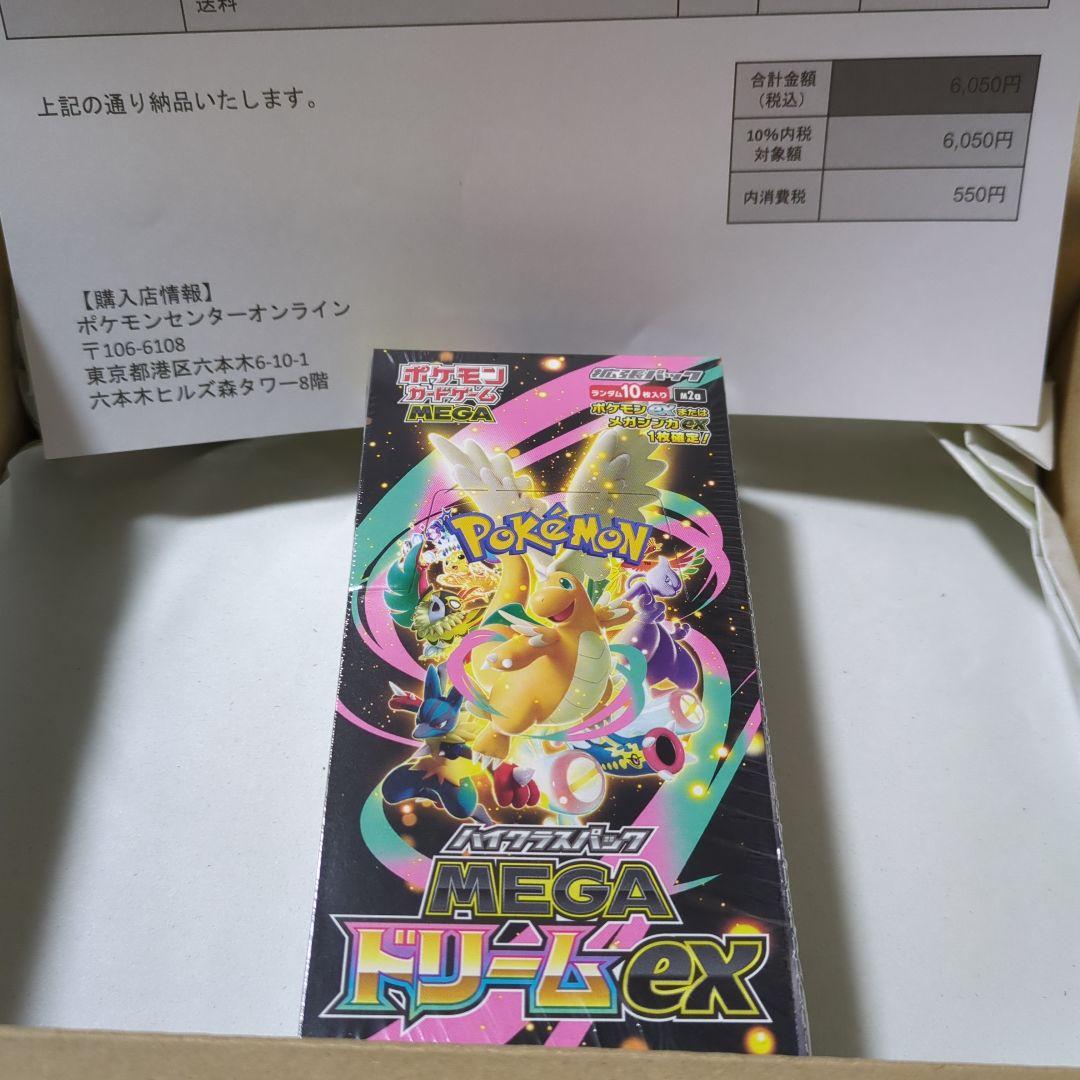 送料
上記の通り納品いたします。
合計金額
(税込)
6,050円
10%内税
対象額
6,050円
内消費税
550円
【購入店情報】
ポケモンセンターオンライン
〒106-6108
東京都港区六本木6-10-1
六本木ヒルズ森タワー8階
ポケモン
カードゲーム
MEGA
拡張パック
ランダム10枚入り M2a
ポケモンexまたは
メガシンカex
1枚確定!
POKéMON
ハイクラスパック
MEGA
ドリームex